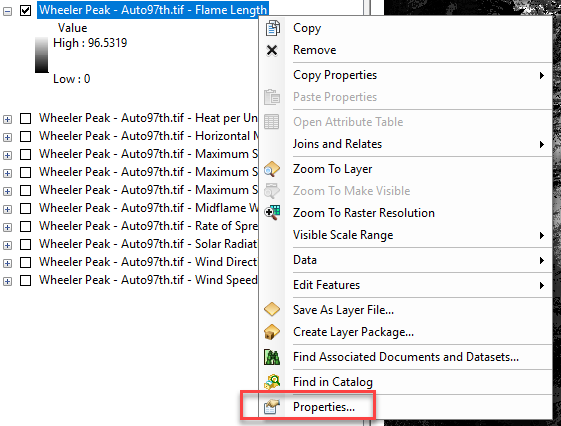 Wheeler Peak - Auto97th.tif - Flame Length
Value
High : 96.5319
Low : 0
Wheeler Peak - Auto97th.tif - Heat per Un
Wheeler Peak - Auto97th.tif - Horizontal M
Wheeler Peak - Auto97th.tif - Maximum S
Wheeler Peak - Auto97th.tif - Maximum S
Wheeler Peak - Auto97th.tif - Maximum S
Wheeler Peak - Auto97th.tif - Midflame W
Wheeler Peak - Auto97th.tif - Rate of Spre
Wheeler Peak - Auto97th.tif - Solar Radiat
Wheeler Peak - Auto97th.tif - Wind Direct
Wheeler Peak - Auto97th.tif - Wind Speed
Copy
Remove
Copy Properties
Paste Properties
Open Attribute Table
Joins and Relates
Zoom To Layer
Zoom To Make Visible
Zoom To Raster Resolution
Visible Scale Range
Data
Edit Features
Save As Layer File...
Create Layer Package...
Find Associated Documents and Datasets...
Find in Catalog
Properties...